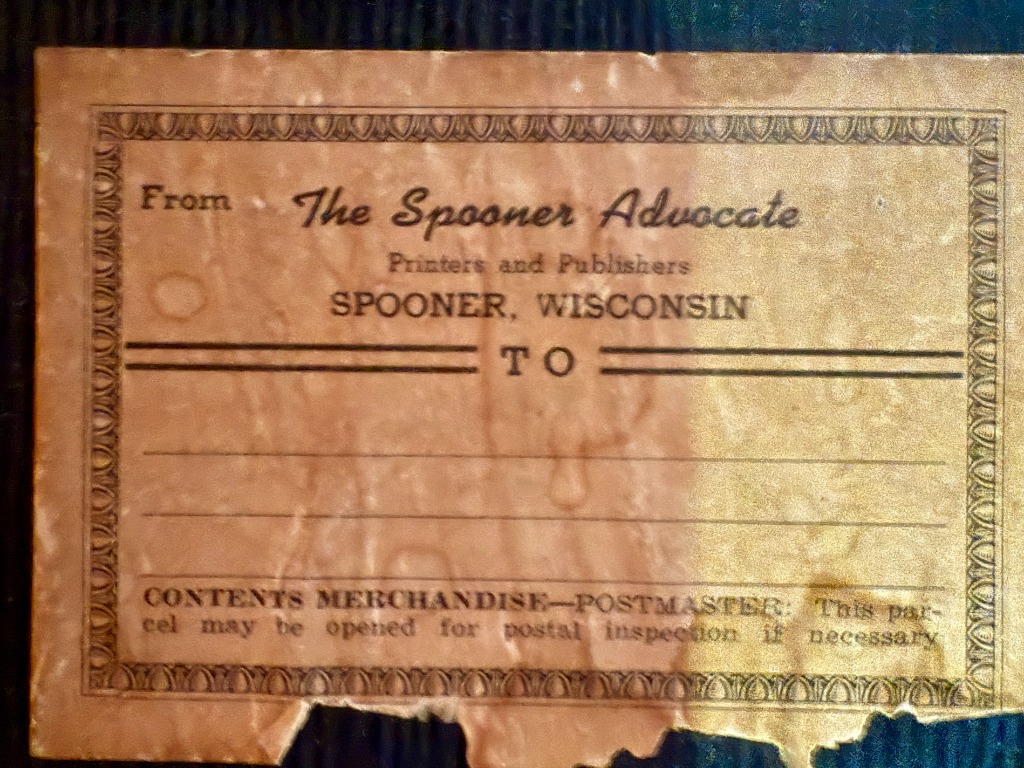 From The Spooner Advocate
Printers and Publishers
SPOONER, WISCONSIN
TO
CONTENTS MERCHANDISE—POSTMASTER: This par-
cel may be opened for postal inspection if necessary